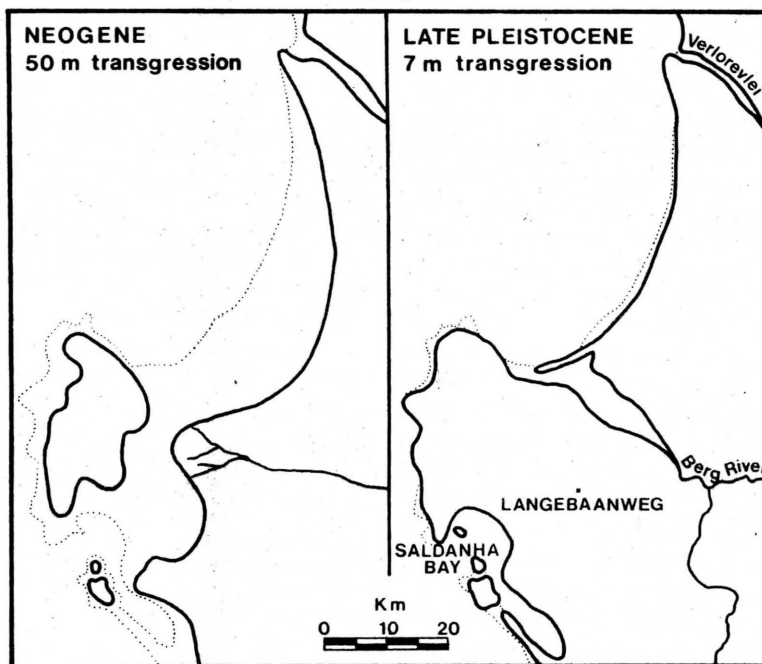 NEOGENE
50 m transgression
LATE PLEISTOCENE
7 m transgression
Verlorevlei
Berg River
LANGEBAANWEG
SALDANHA
BAY
Km
0 10 20